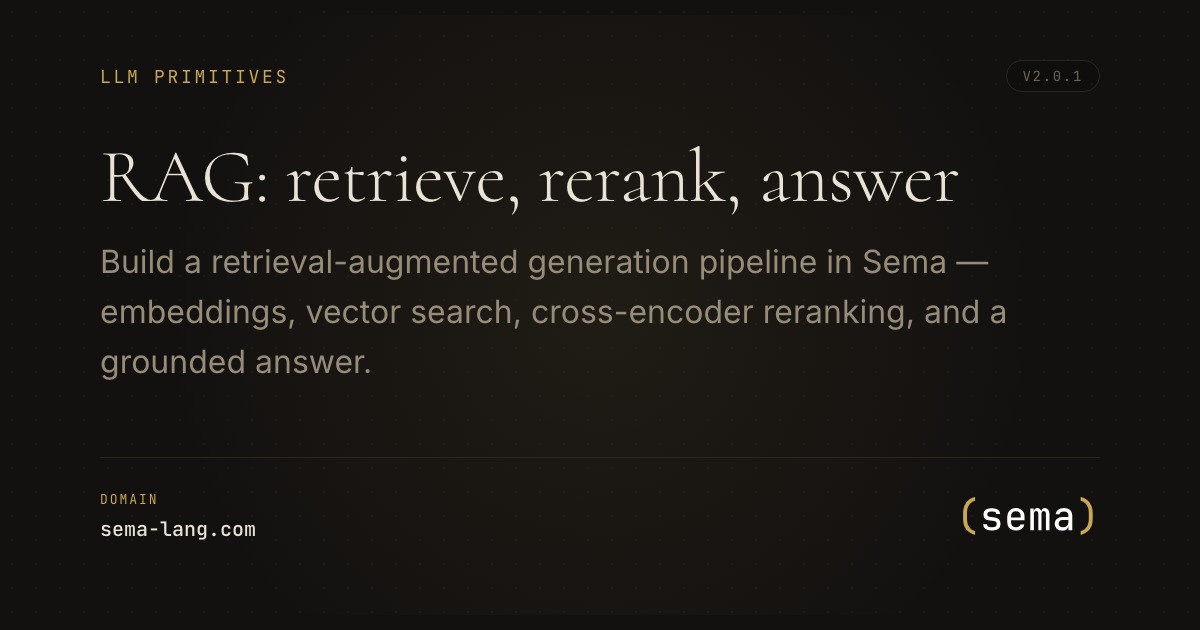 LLM PRIMITIVES
V2.0.1
RAG: retrieve, rerank, answer
Build a retrieval-augmented generation pipeline in Sema —
embeddings, vector search, cross-encoder reranking, and a
grounded answer.
DOMAIN
sema-lang.com
(sema)